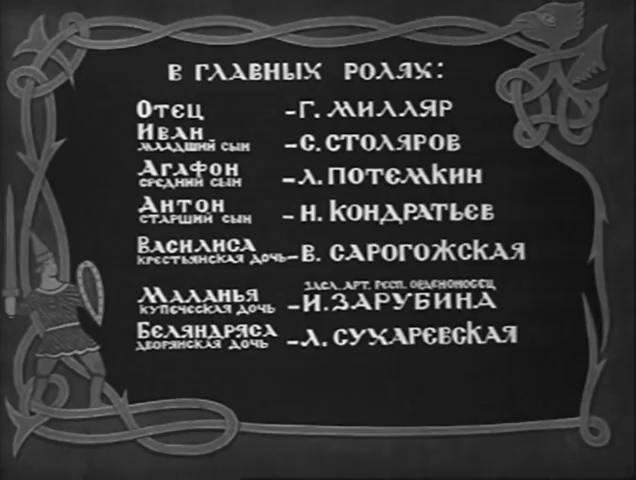 В ГЛАВНЫХ РОЛЯХ:
ОТЕЦ – Г. МИЛЛЯР
ИВАН – С. СТОЛЯРОВ
МЛАДШИЙ СЫН
АГАФОН – Л. ПОТЕМКИН
СРЕДНИЙ СЫН
АНТОН – Н. КОНДРАТЬЕВ
СТАРШИЙ СЫН
ВАСИЛИСА – В. САРОГОЖСКАЯ
КРЕСТЬЯНСКАЯ ДОЧЬ
ЗАСЛ. АРТ. РЕСП. ОРДЕНОНОСЕЦ
МАЛАНЬЯ – И. ЗАРУБИНА
КУПЕЧЕСКАЯ ДОЧЬ
БЕЛЯНДРЯСА – Л. СУХАРЕВСКАЯ
ДВОРЯНСКАЯ ДОЧЬ